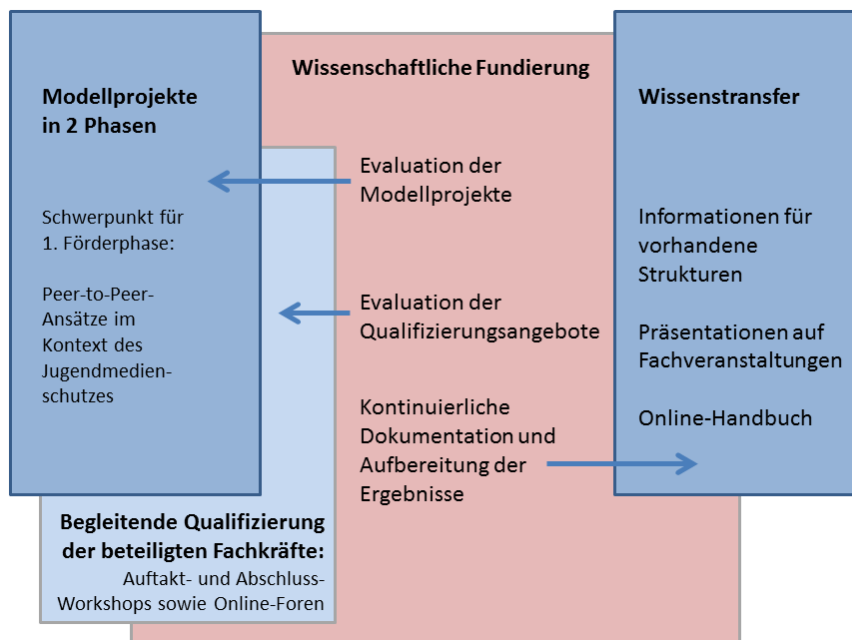 Wissenschaftliche Fundierung
Modellprojekte
in 2 Phasen
Schwerpunkt für
1. Förderphase:
Peer-to-Peer-
Ansätze im
Kontext des
Jugendmedien-
schutzes
Begleitende Qualifizierung
der beteiligten Fachkräfte:
Auftakt- und Abschluss-
Workshops sowie Online-Foren
Evaluation der
Modellprojekte
Evaluation der
Qualifizierungsangebote
Kontinuierliche
Dokumentation und
Aufbereitung der
Ergebnisse
Wissenstransfer
Informationen für
vorhandene
Strukturen
Präsentationen auf
Fachveranstaltungen
Online-Handbuch